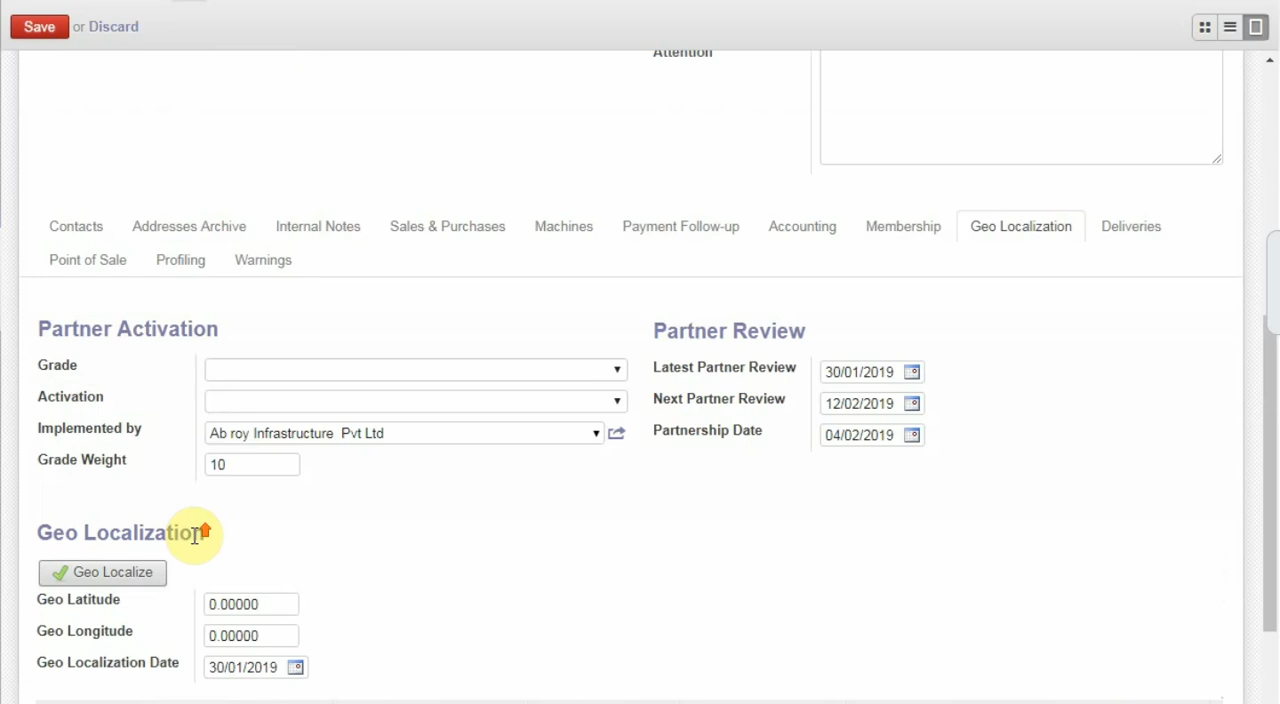 Save or Discard
Attention
Contacts Addresses Archive Internal Notes Sales & Purchases Machines Payment Follow-up Accounting Membership Geo Localization Deliveries
Point of Sale Profiling Warnings
Partner Activation
Grade
Activation
Implemented by Ab roy Infrastructure Pvt Ltd
Grade Weight 10
Partner Review
Latest Partner Review 30/01/2019
Next Partner Review 12/02/2019
Partnership Date 04/02/2019
Geo Localization
Geo Localize
Geo Latitude 0.00000
Geo Longitude 0.00000
Geo Localization Date 30/01/2019